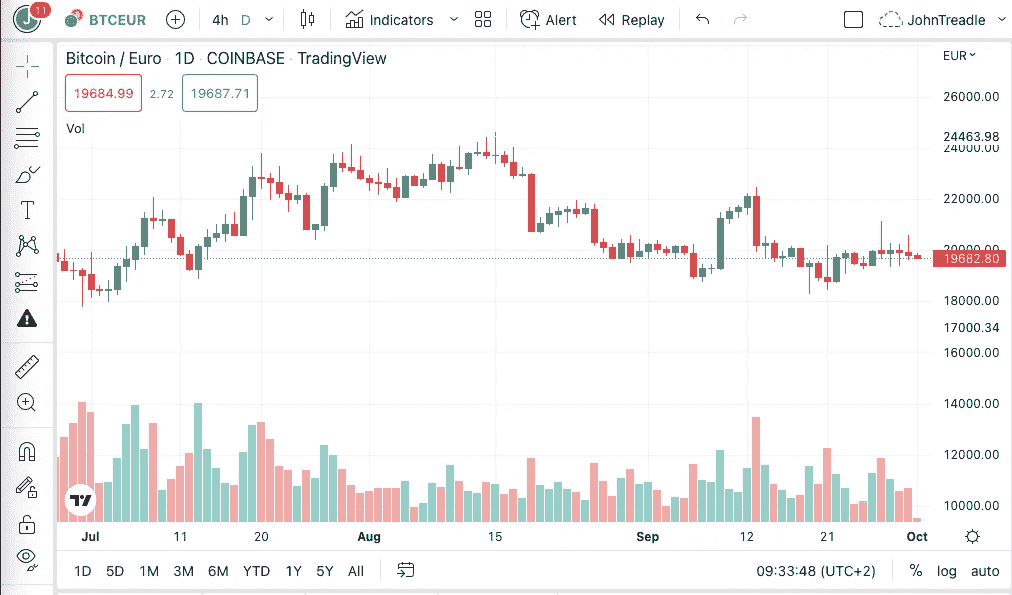 J 11 BTCEUR 4h D Indicators Alert Replay JohnTreadle
Bitcoin / Euro 1D COINBASE TradingView EUR
19684.99 2.72 19687.71
Vol
26000.00
24463.98
24000.00
22000.00
20000.00
19682.80
18000.00
17000.34
16000.00
14000.00
12000.00
10000.00
Jul 11 20 Aug 15 Sep 12 21 Oct
1D 5D 1M 3M 6M YTD 1Y 5Y All 09:33:48 (UTC+2) % log auto